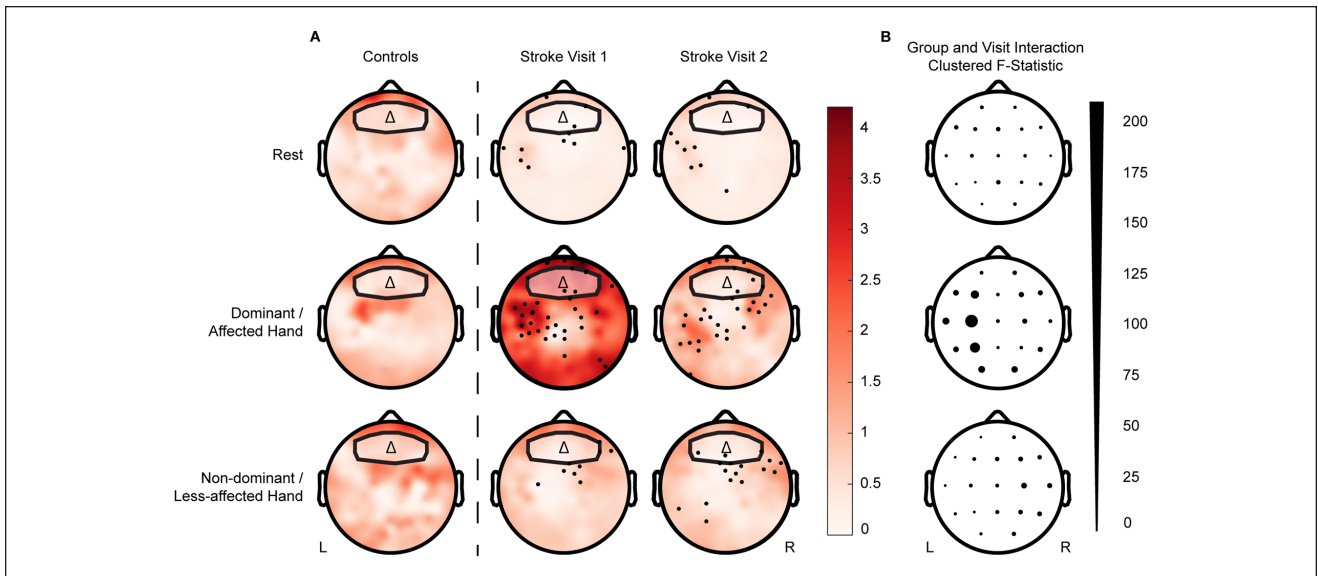 A
Controls
Stroke Visit 1
Stroke Visit 2
B
Group and Visit Interaction
Clustered F-Statistic
Rest
Δ
Δ
Δ
Dominant /
Affected Hand
Δ
Δ
Δ
Non-dominant /
Less-affected Hand
Δ
Δ
Δ
L
R
4
3.5
3
2.5
2
1.5
1
0.5
0
200
175
150
125
100
75
50
25
0
L
R